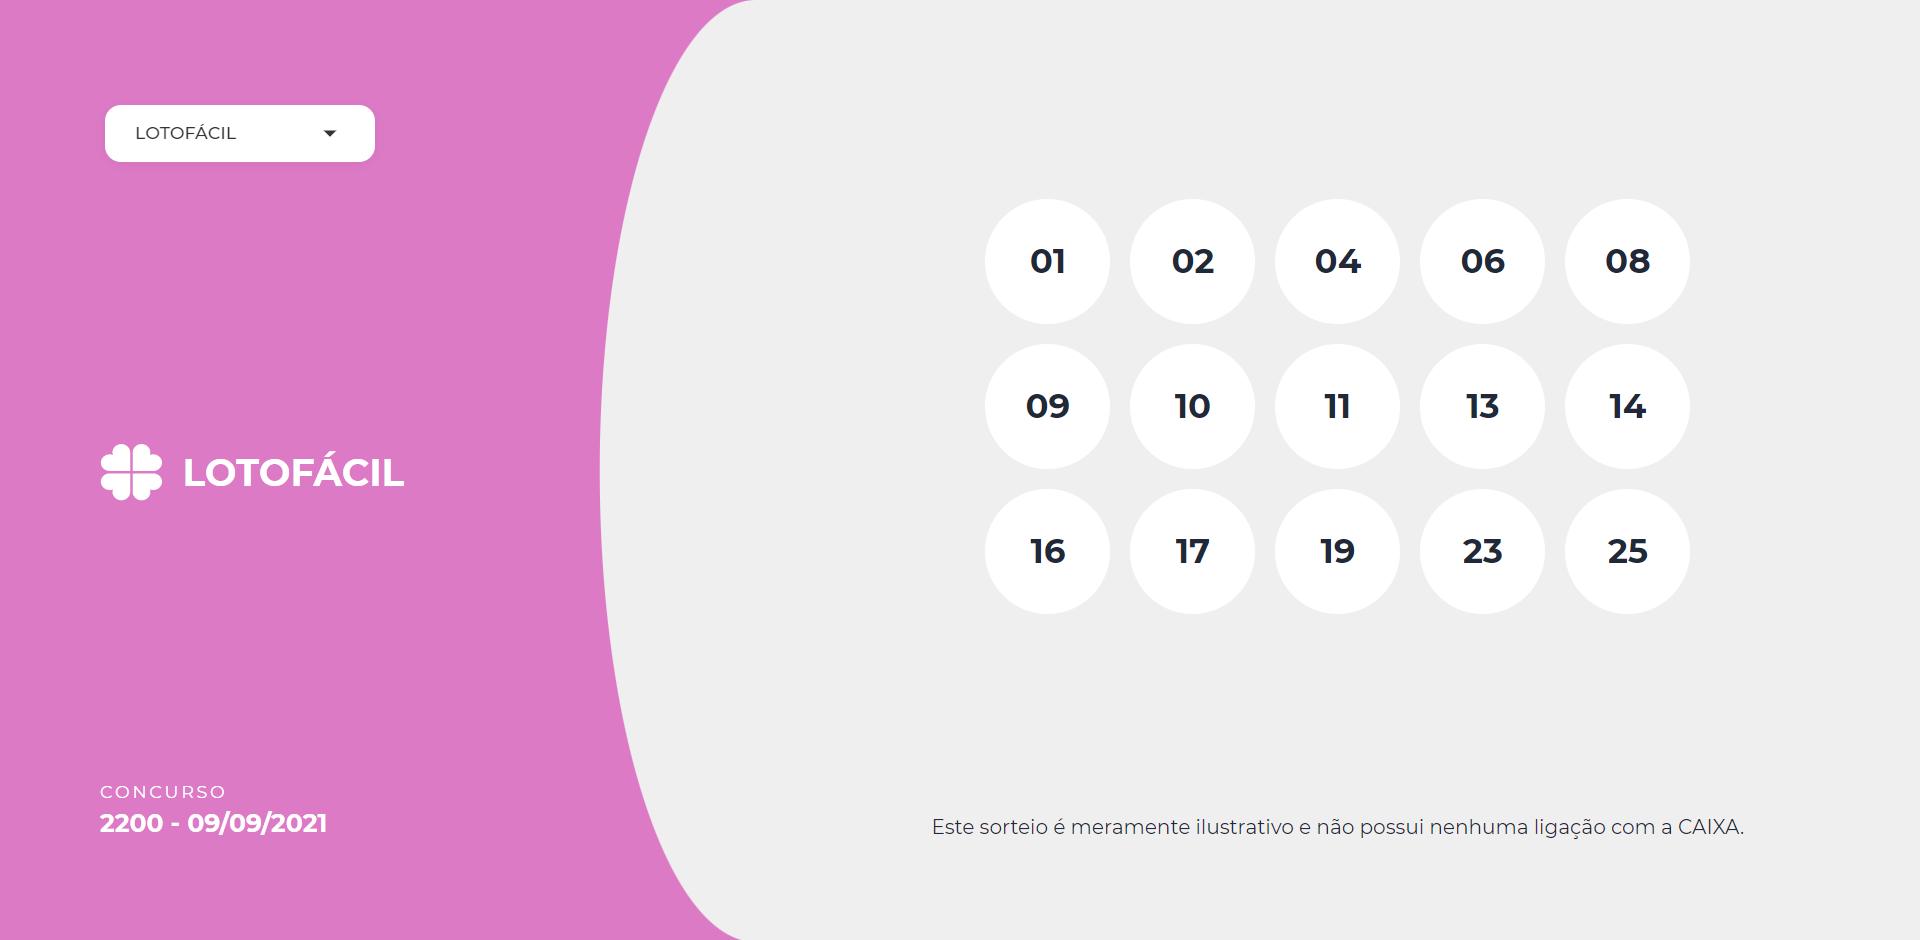 LOTOFÁCIL
LOTOFÁCIL
CONCURSO
2200 - 09/09/2021
01 02 04 06 08
09 10 11 13 14
16 17 19 23 25
Este sorteio é meramente ilustrativo e não possui nenhuma ligação com a CAIXA.